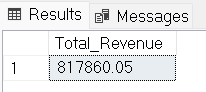 Results Messages
Total_Revenue
1 817860.05